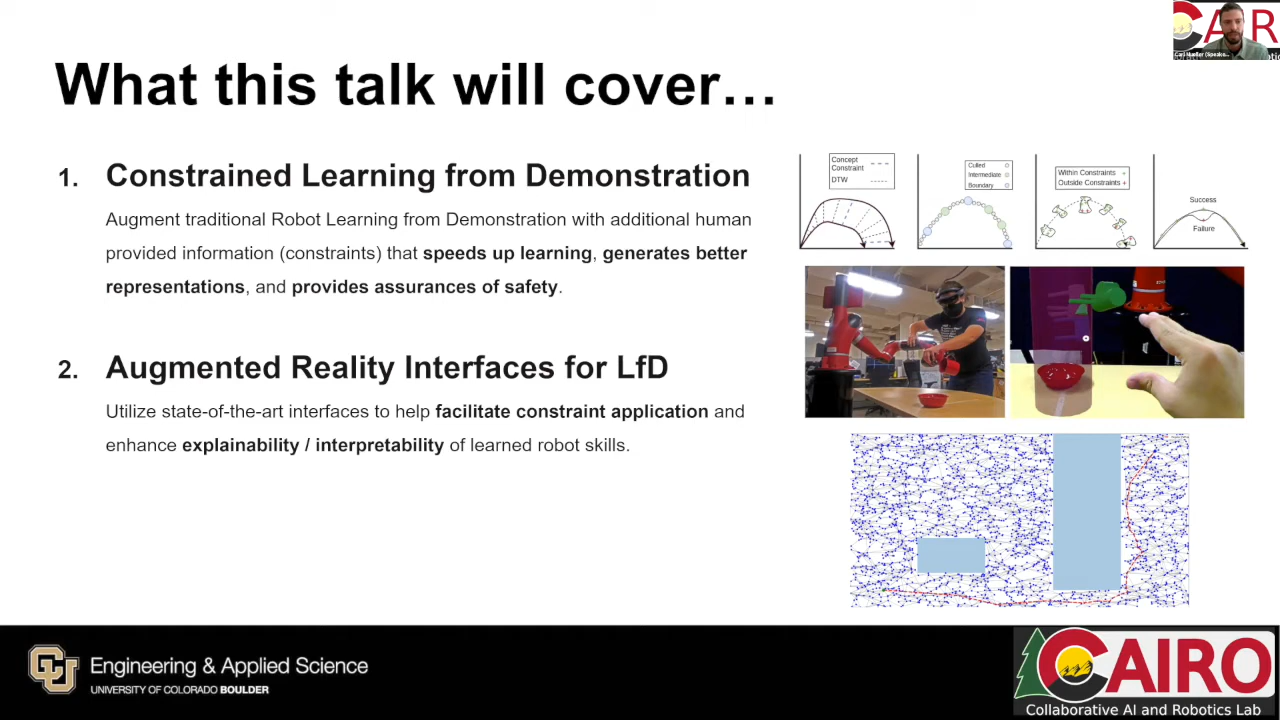 What this talk will cover…
1. Constrained Learning from Demonstration
Augment traditional Robot Learning from Demonstration with additional human
provided information (constraints) that speeds up learning, generates better
representations, and provides assurances of safety.
2. Augmented Reality Interfaces for LfD
Utilize state-of-the-art interfaces to help facilitate constraint application and
enhance explainability / interpretability of learned robot skills.
Concept
Constraint
DTW
Culled
Intermediate
Boundary
Within Constraints
Outside Constraints
Success
Failure
Engineering & Applied Science
UNIVERSITY OF COLORADO BOULDER
CAIRO
Collaborative AI and Robotics Lab